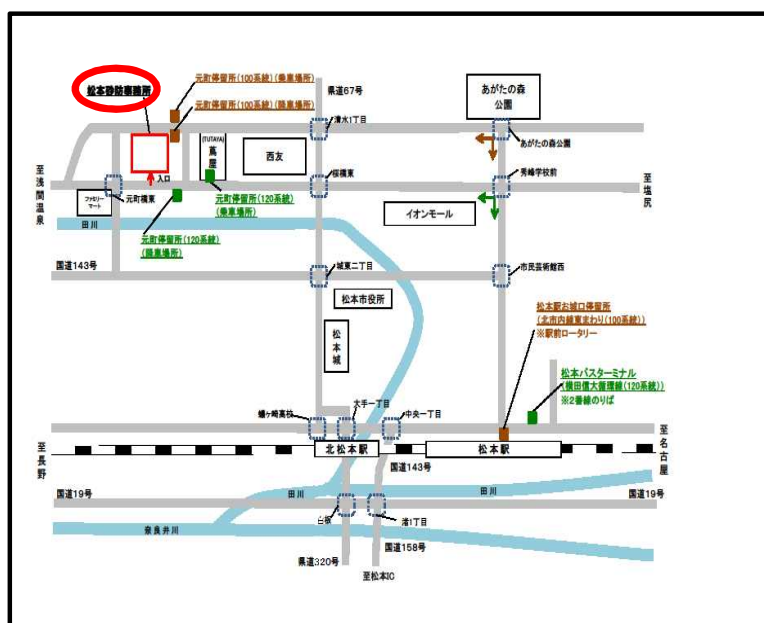 松本砂防事務所
元町停留所(100系統)(乗車場所)
元町停留所(100系統)(降車場所)
県道67号
あがたの森
公園
清水1丁目
あがたの森公園
(TUTAYA)
蔦屋
西友
入口
元町橋東
ファミリー
マート
至浅間温泉
桜橋東
秀峰学校前
至塩尻
元町停留所(120系統)
(乗車場所)
イオンモール
田川
元町停留所(120系統)
(降車場所)
国道143号
城東二丁目
市民芸術館西
松本市役所
松本城
松本駅お城口停留所
(北市内線東まわり(100系統))
※駅前ロータリー
松本バスターミナル
(横田信大循環線(120系統))
※2番線のりば
蟻ヶ崎高校
大手一丁目
中央一丁目
至長野
北松本駅
松本駅
至名古屋
国道143号
国道19号
田川
田川
国道19号
白板
渚1丁目
奈良井川
国道158号
県道320号
至松本IC